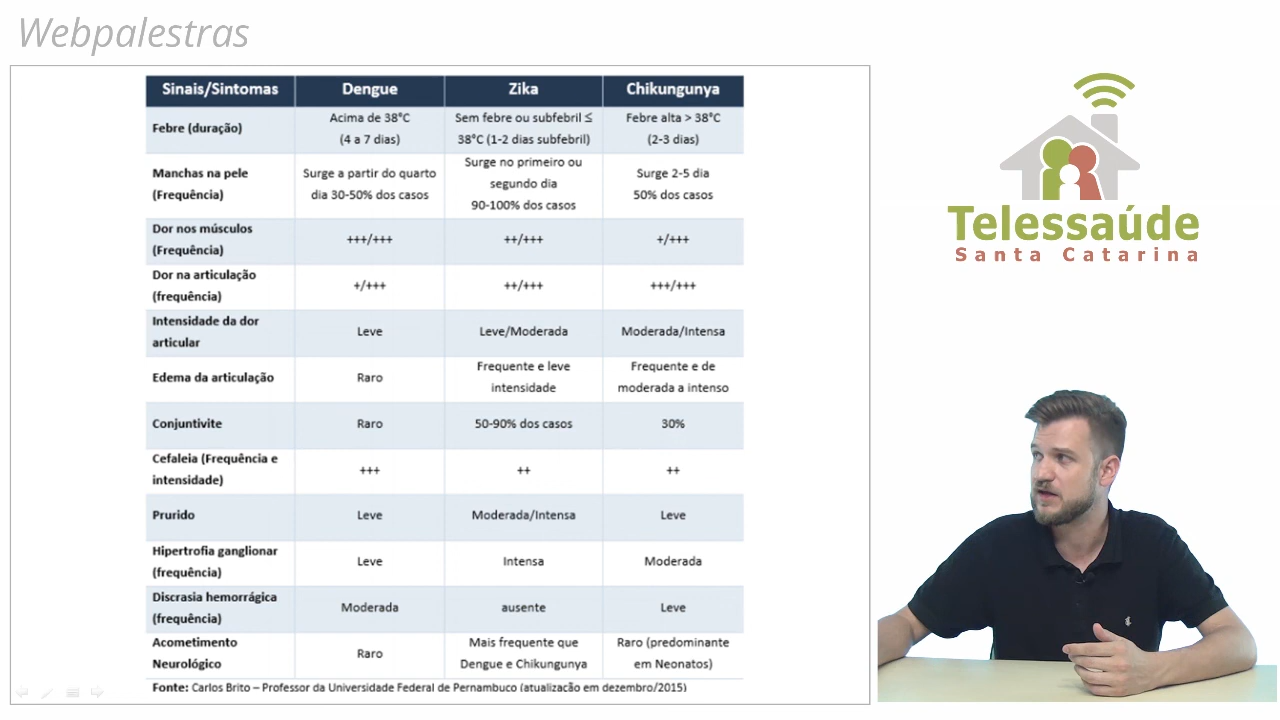 Webpalestras
Sinais/Sintomas Dengue Zika Chikungunya
Febre (duração)
Acima de 38°C
(4 a 7 dias)
Sem febre ou subfebril ≤
38°C (1-2 dias subfebril)
Febre alta > 38°C
(2-3 dias)
Manchas na pele
(Frequência)
Surge a partir do quarto
dia 30-50% dos casos
Surge no primeiro ou
segundo dia
90-100% dos casos
Surge 2-5 dia
50% dos casos
Dor nos músculos
(Frequência)
+++/+++
++/+++
+/+++
Dor na articulação
(frequência)
+/+++
++/+++
+++/+++
Intensidade da dor
articular
Leve
Leve/Moderada
Moderada/Intensa
Edema da articulação
Raro
Frequente e leve
intensidade
Frequente e de
moderada a intenso
Conjuntivite
Raro
50-90% dos casos
30%
Cefaleia (Frequência e
intensidade)
+++
++
++
Prurido
Leve
Moderada/Intensa
Leve
Hipertrofia ganglionar
(frequência)
Leve
Intensa
Moderada
Discrasia hemorrágica
(frequência)
Moderada
ausente
Leve
Acometimento
Neurológico
Raro
Mais frequente que
Dengue e Chikungunya
Raro (predominante
em Neonatos)
Fonte: Carlos Brito – Professor da Universidade Federal de Pernambuco (atualização em dezembro/2015)
Telessaúde
Santa Catarina